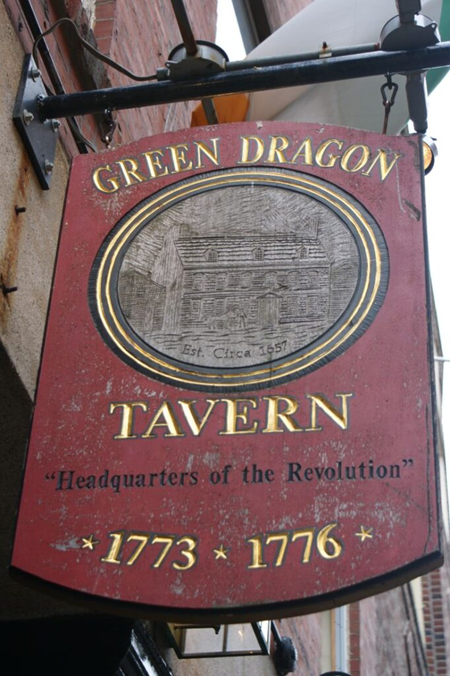 GREEN DRAGON
Est. Circa 1657
TAVERN
"Headquarters of the Revolution"
* 1773 * 1776 *